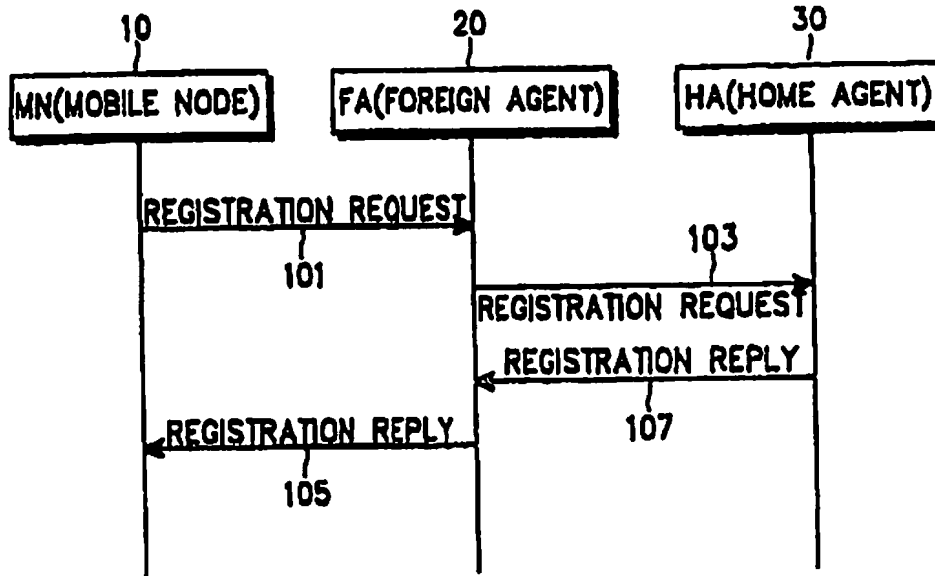 10
20
30
MN(MOBILE NODE)
FA(FOREIGN AGENT)
HA(HOME AGENT)
REGISTRATION REQUEST
101
103
REGISTRATION REQUEST
REGISTRATION REPLY
107
REGISTRATION REPLY
105